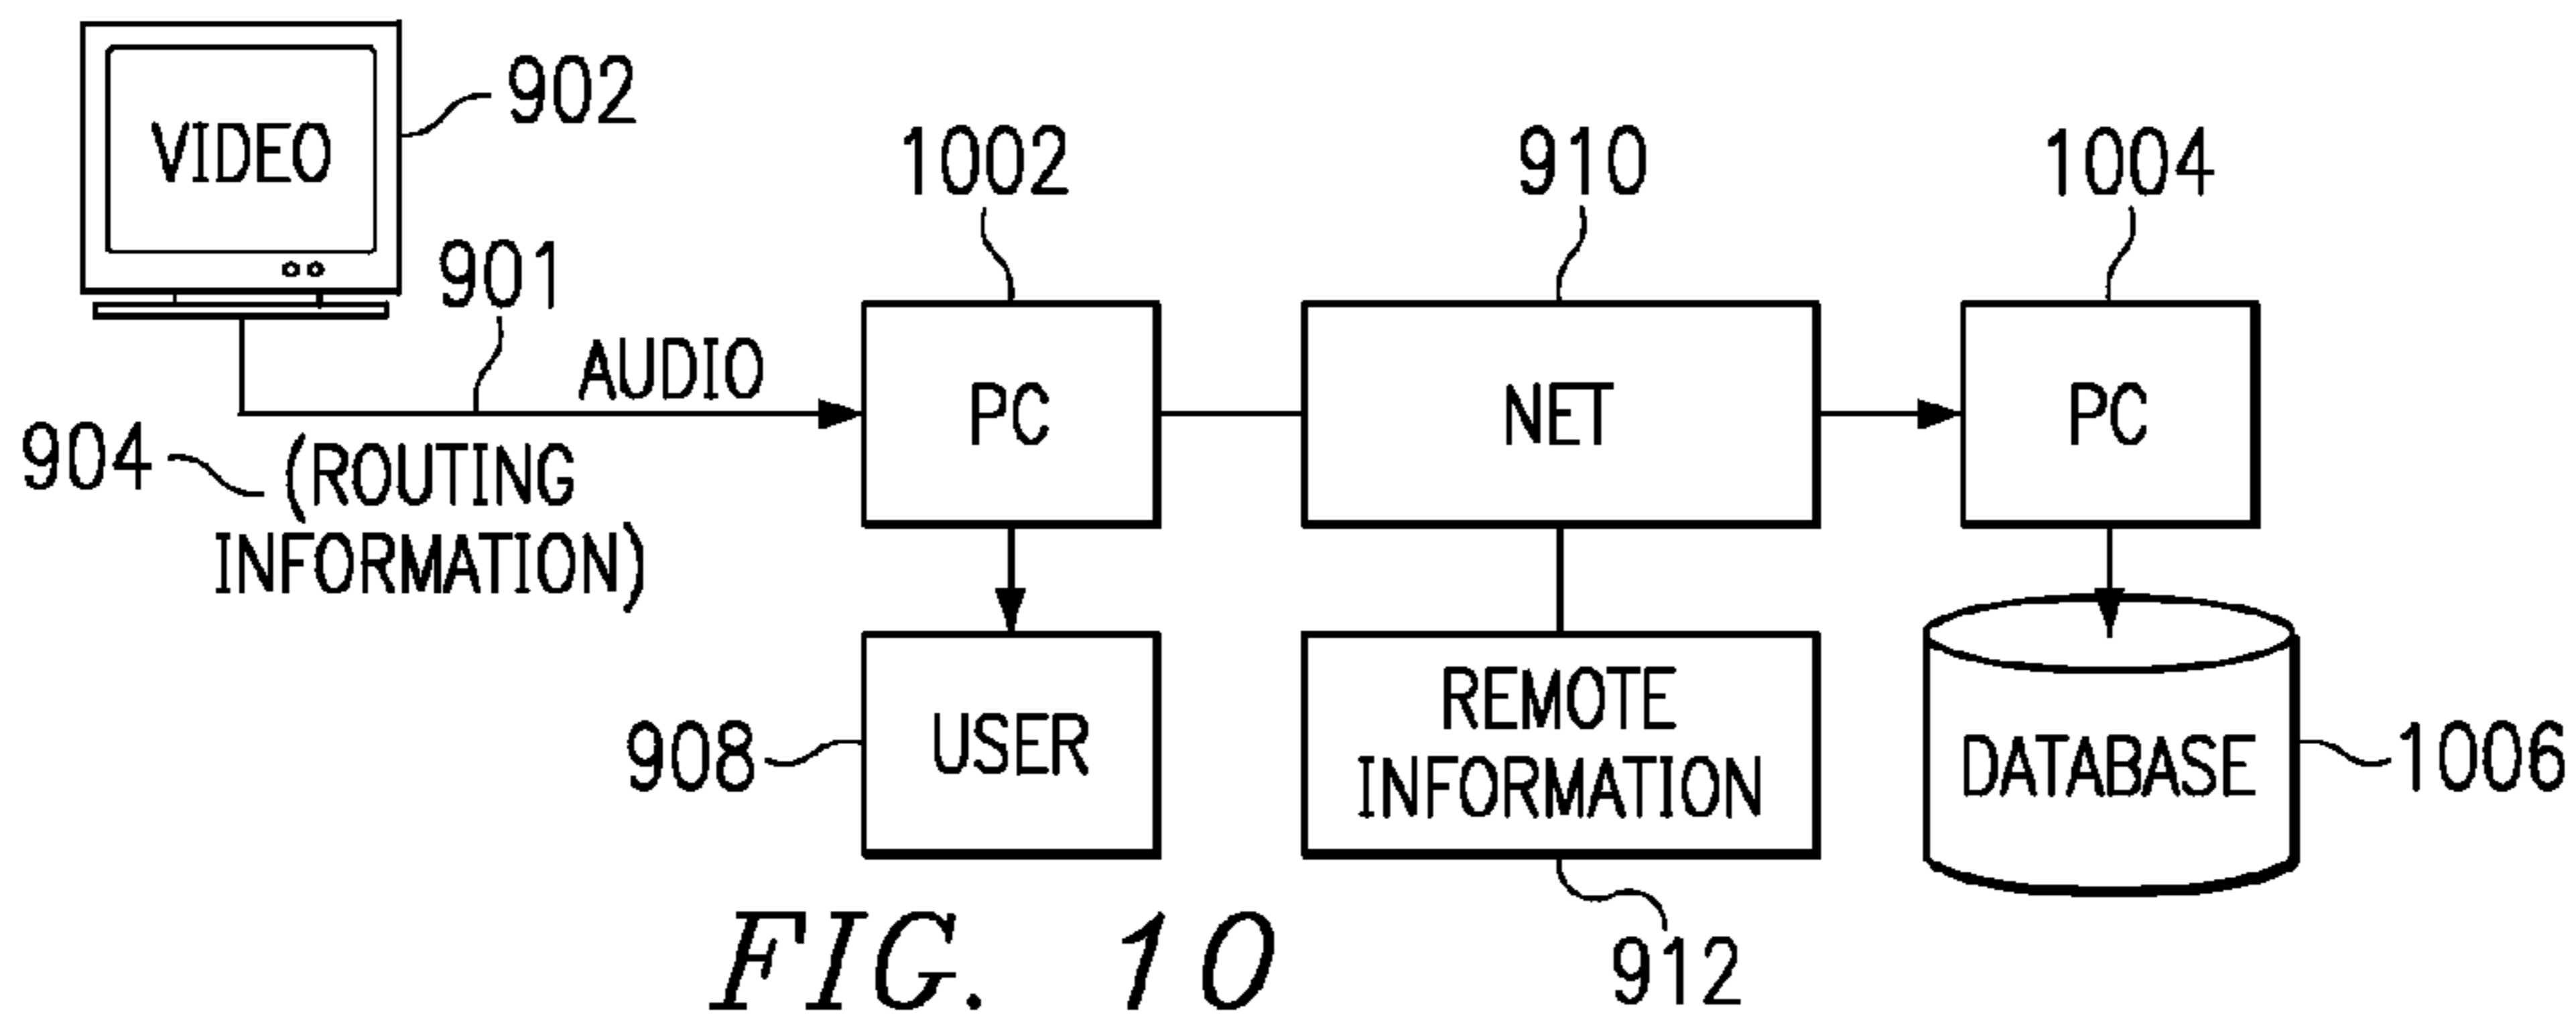 VIDEO
902
901
AUDIO
904
(ROUTING
INFORMATION)
1002
PC
910
NET
1004
PC
908
USER
REMOTE
INFORMATION
912
DATABASE
1006
FIG. 10